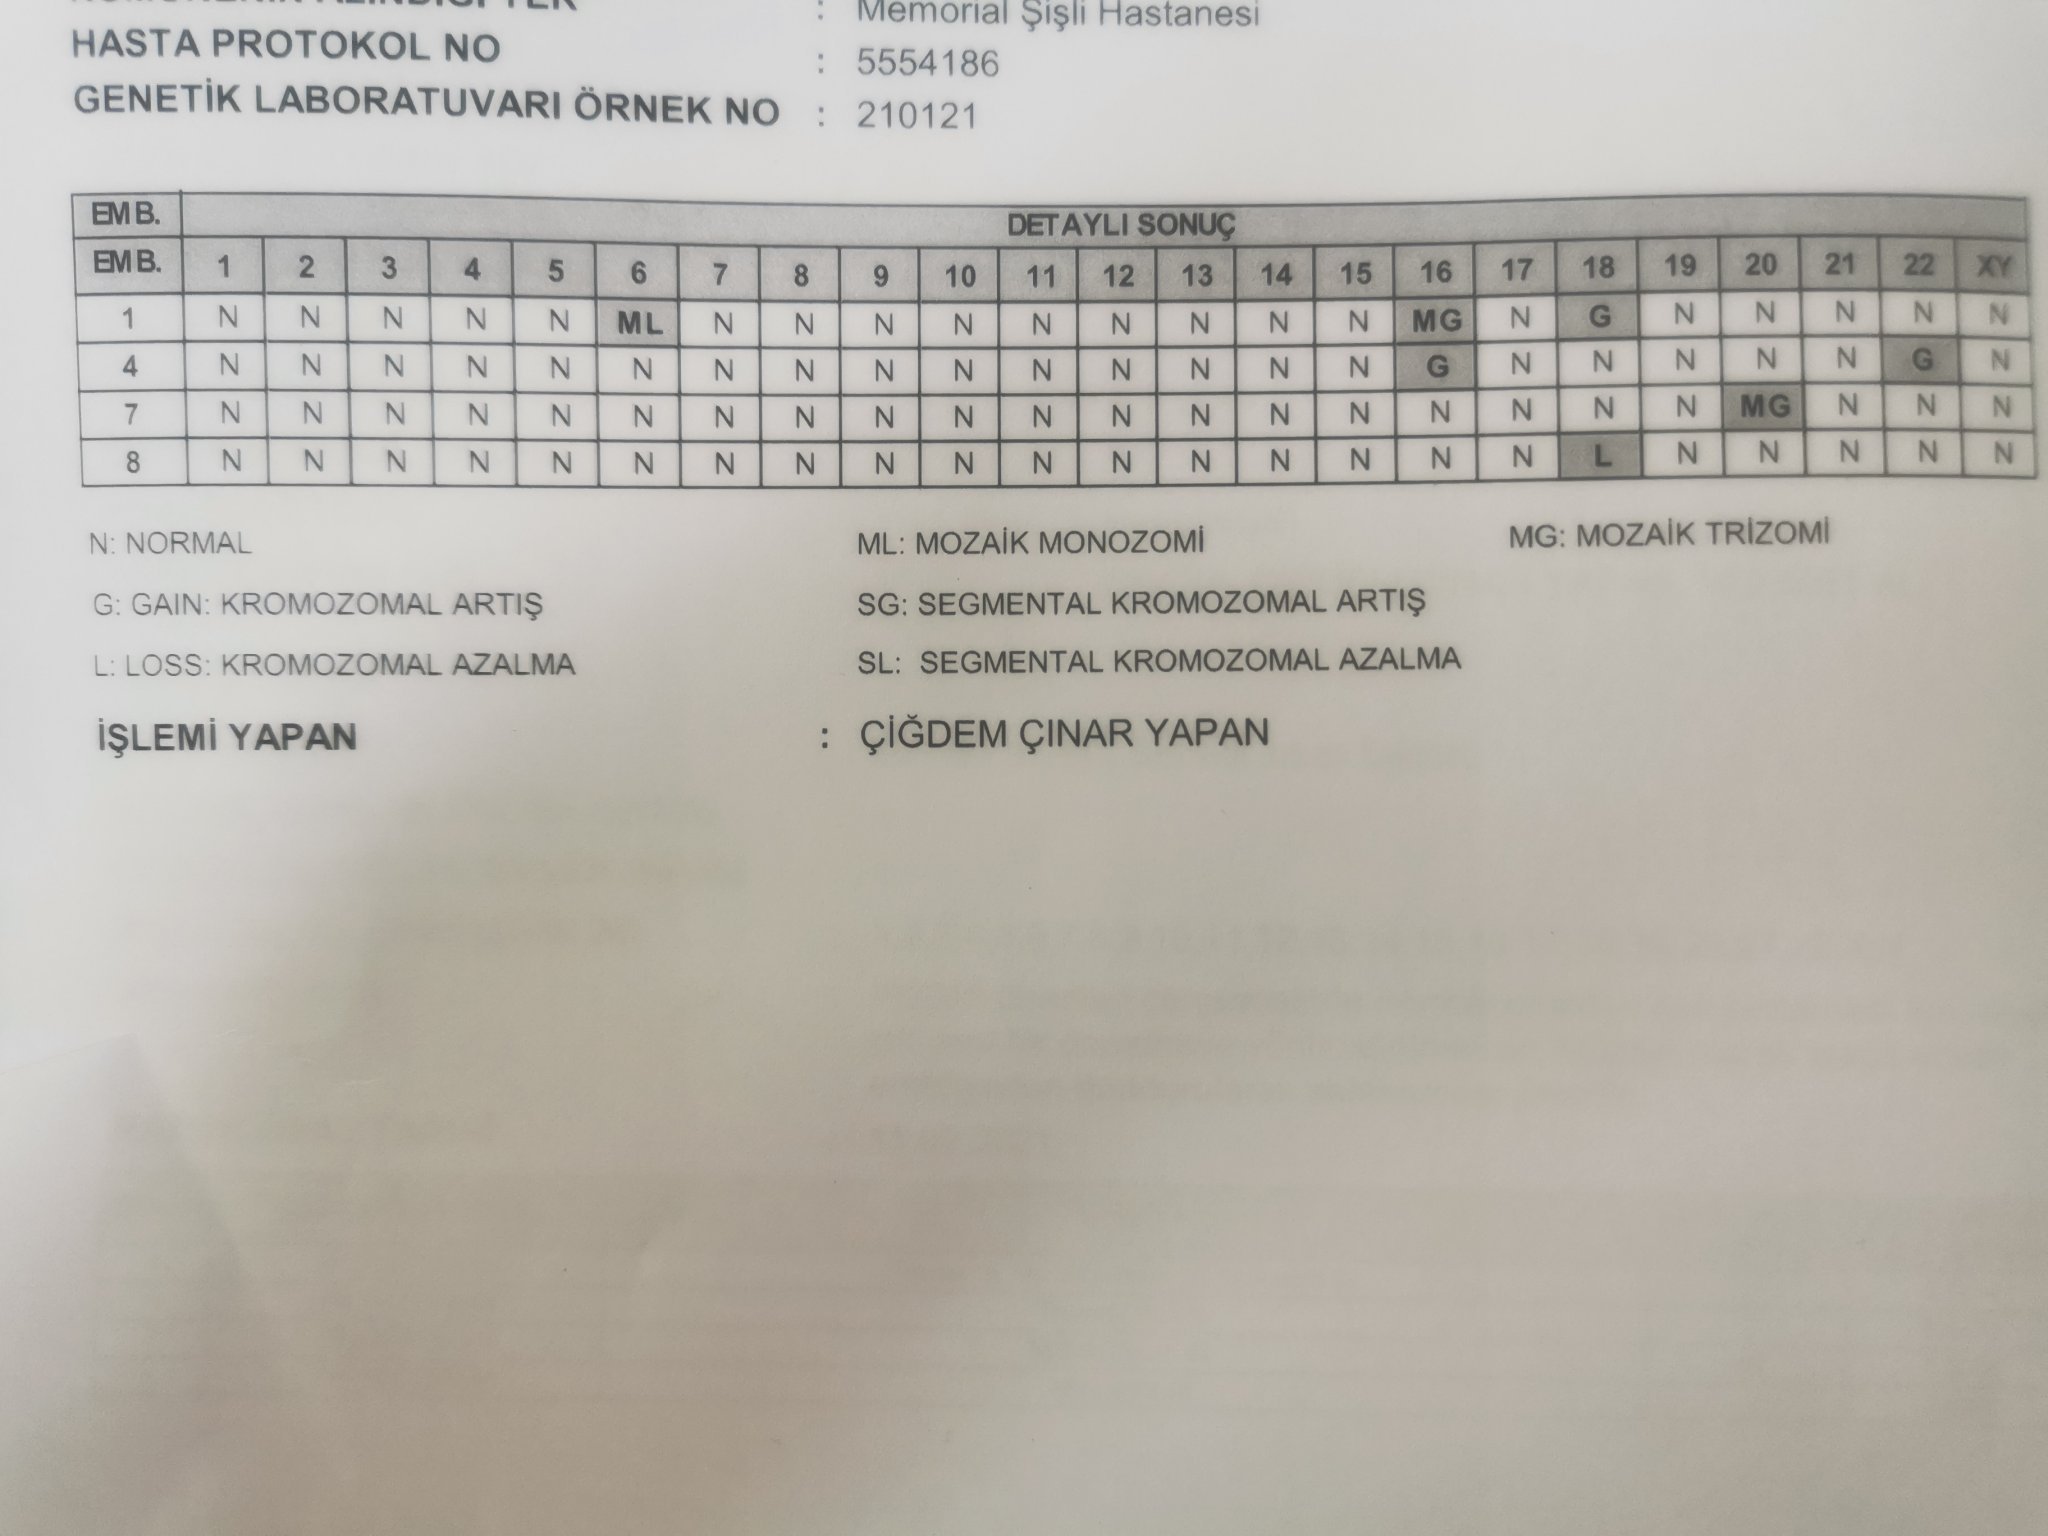 : Memorial Şişli Hastanesi
HASTA PROTOKOL NO : 5554186
GENETİK LABORATUVARI ÖRNEK NO : 210121
EMB. DETAYLI SONUÇ
EMB. 1 2 3 4 5 6 7 8 9 10 11 12 13 14 15 16 17 18 19 20 21 22 XY
1 N N N N N ML N N N N N N N N N MG N G N N N N N
4 N N N N N N N N N N N N N N N G N N N N N G N
7 N N N N N N N N N N N N N N N N N N N MG N N N
8 N N N N N N N N N N N N N N N N N L N N N N N
N: NORMAL ML: MOZAİK MONOZOMİ MG: MOZAİK TRİZOMİ
G: GAIN: KROMOZOMAL ARTIŞ SG: SEGMENTAL KROMOZOMAL ARTIŞ
L: LOSS: KROMOZOMAL AZALMA SL: SEGMENTAL KROMOZOMAL AZALMA
İŞLEMİ YAPAN : ÇİĞDEM ÇINAR YAPAN